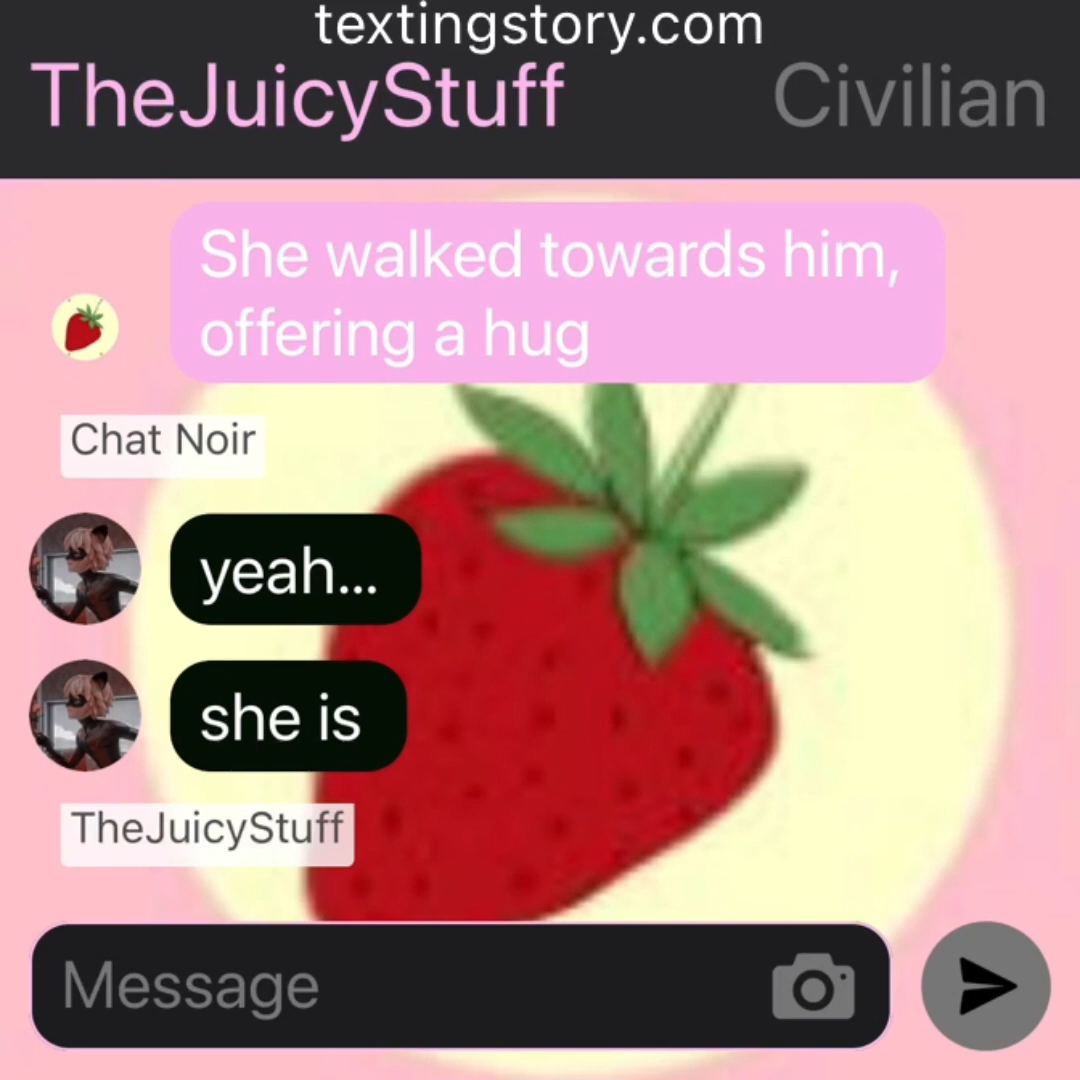 textingstory.com
TheJuicyStuff Civilian
She walked towards him,
offering a hug
Chat Noir
yeah...
she is
TheJuicyStuff
Message